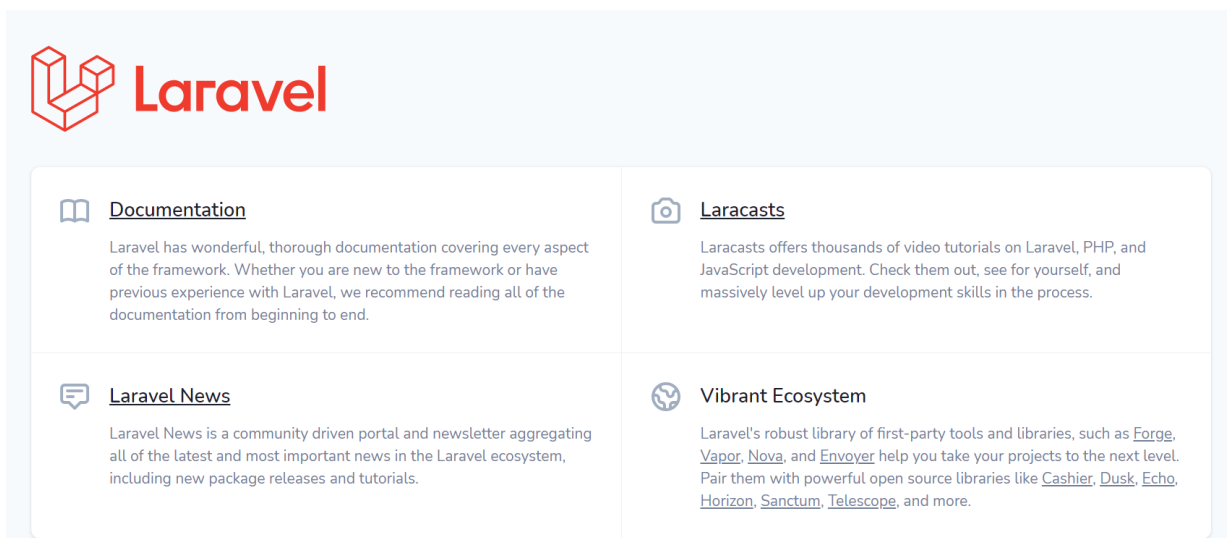 Laravel
Documentation
Laravel has wonderful, thorough documentation covering every aspect
of the framework. Whether you are new to the framework or have
previous experience with Laravel, we recommend reading all of the
documentation from beginning to end.
Laracasts
Laracasts offers thousands of video tutorials on Laravel, PHP, and
JavaScript development. Check them out, see for yourself, and
massively level up your development skills in the process.
Laravel News
Laravel News is a community driven portal and newsletter aggregating
all of the latest and most important news in the Laravel ecosystem,
including new package releases and tutorials.
Vibrant Ecosystem
Laravel's robust library of first-party tools and libraries, such as Forge,
Vapor, Nova, and Envoyer help you take your projects to the next level.
Pair them with powerful open source libraries like Cashier, Dusk, Echo,
Horizon, Sanctum, Telescope, and more.